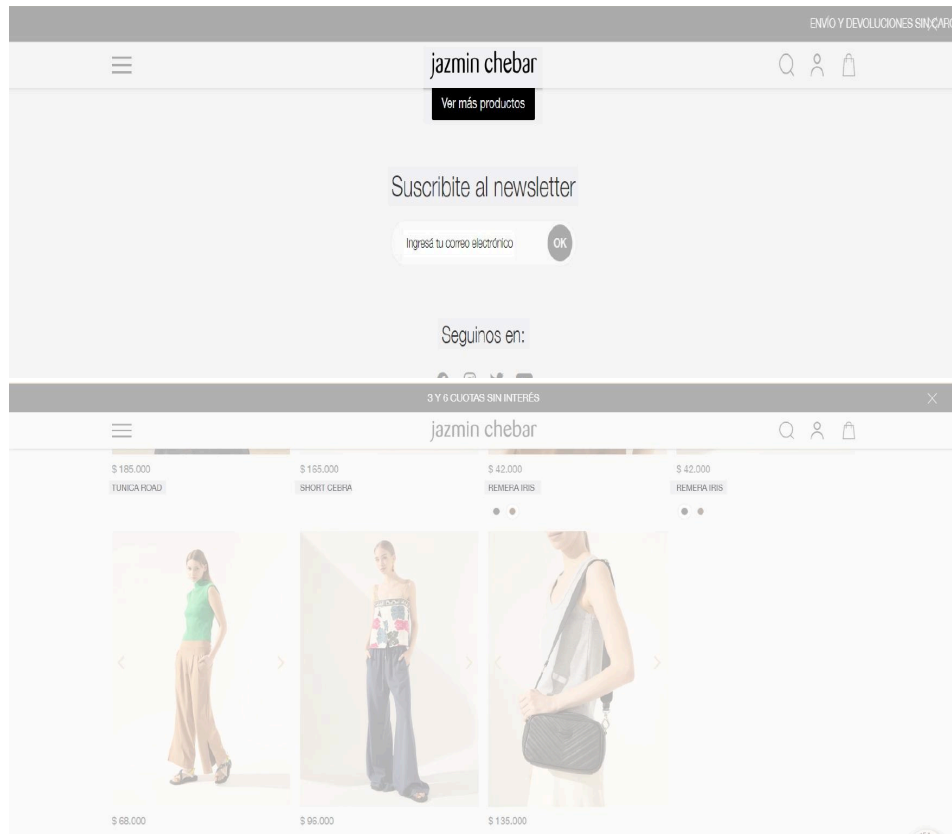 ENVÍO Y DEVOLUCIONES SIN CARG
jazmin chebar
Ver más productos
Suscribite al newsletter
Ingresá tu correo electrónico
OK
Seguinos en:
3 Y 6 CUOTAS SIN INTERÉS
jazmin chebar
$ 185.000
$ 165.000
$ 42.000
$ 42.000
TUNICA ROAD
SHORT CEBRA
REMERA IRIS
REMERA IRIS
$ 68.000
$ 96.000
$ 135.000